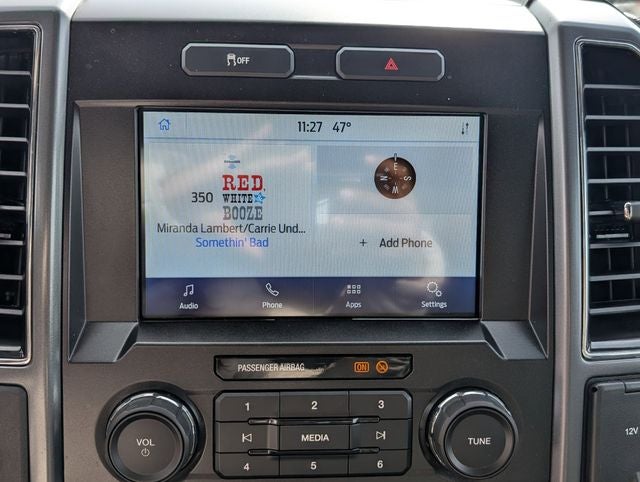 OFF
11:27 47°
350
RED,
WHITE
BOOZE
Miranda Lambert/Carrie Und...
Somethin' Bad
E
N S
W
+ Add Phone
Audio Phone Apps Settings
PASSENGER AIRBAG ON
1 2 3
VOL MEDIA TUNE
4 5 6
12V